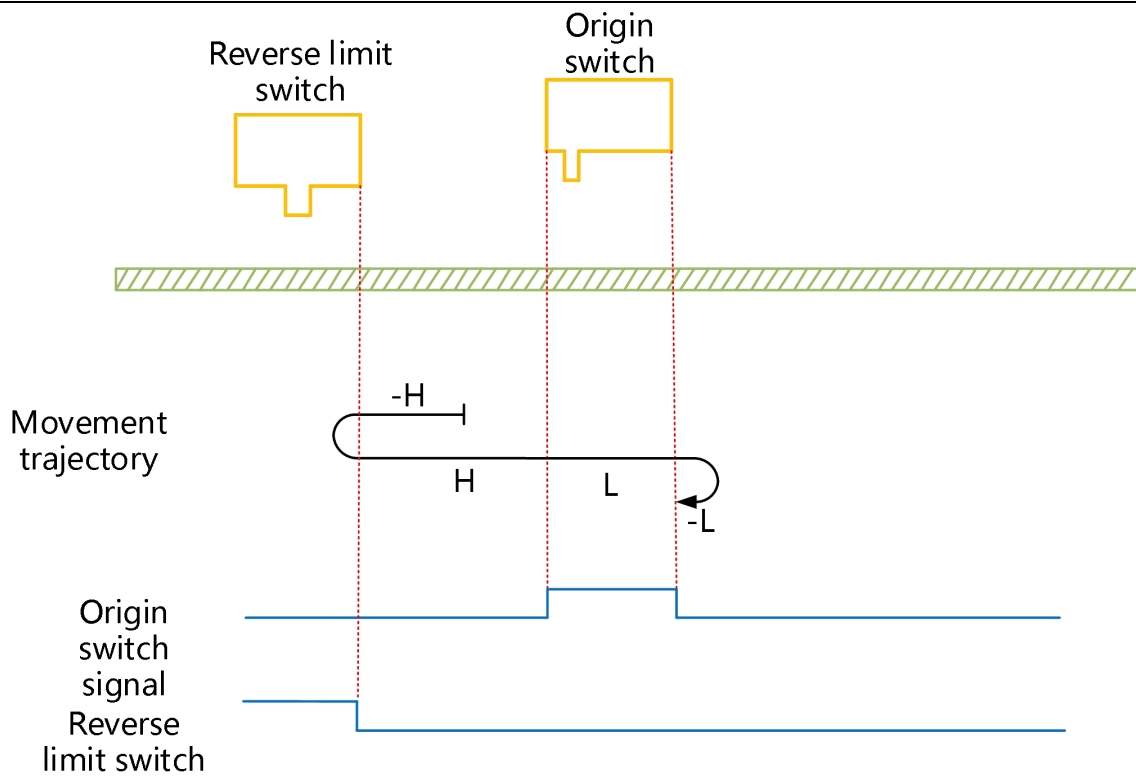 Reverse limit
switch
Origin
switch
-H
Movement
trajectory
H
L
-L
Origin
switch
signal
Reverse
limit switch